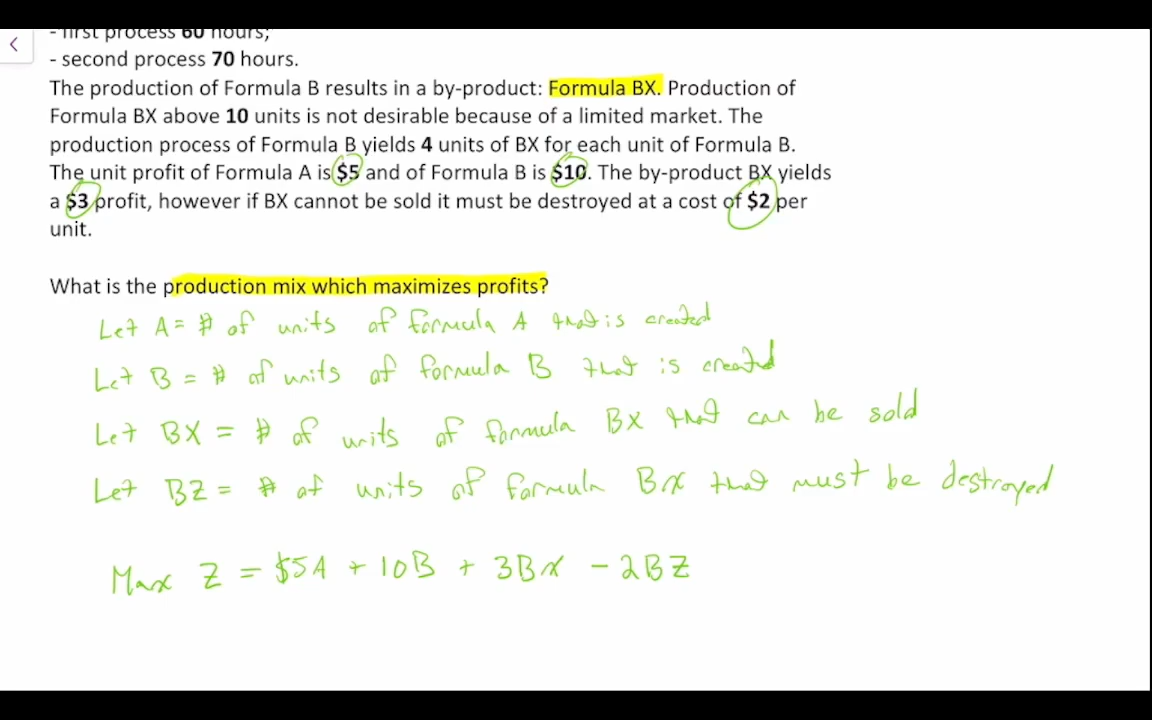 - first process 60 hours;
- second process 70 hours.
The production of Formula B results in a by-product: Formula BX. Production of
Formula BX above 10 units is not desirable because of a limited market. The
production process of Formula B yields 4 units of BX for each unit of Formula B.
The unit profit of Formula A is $5 and of Formula B is $10. The by-product BX yields
a $3 profit, however if BX cannot be sold it must be destroyed at a cost of $2 per
unit.
What is the production mix which maximizes profits?
Let A = # of units of formula A that is created
Let B = # of units of formula B that is created
Let BX = # of units of formula BX that can be sold
Let BZ = # of units of formula BX that must be destroyed
Max Z = $5A + 10B + 3BX - 2BZ